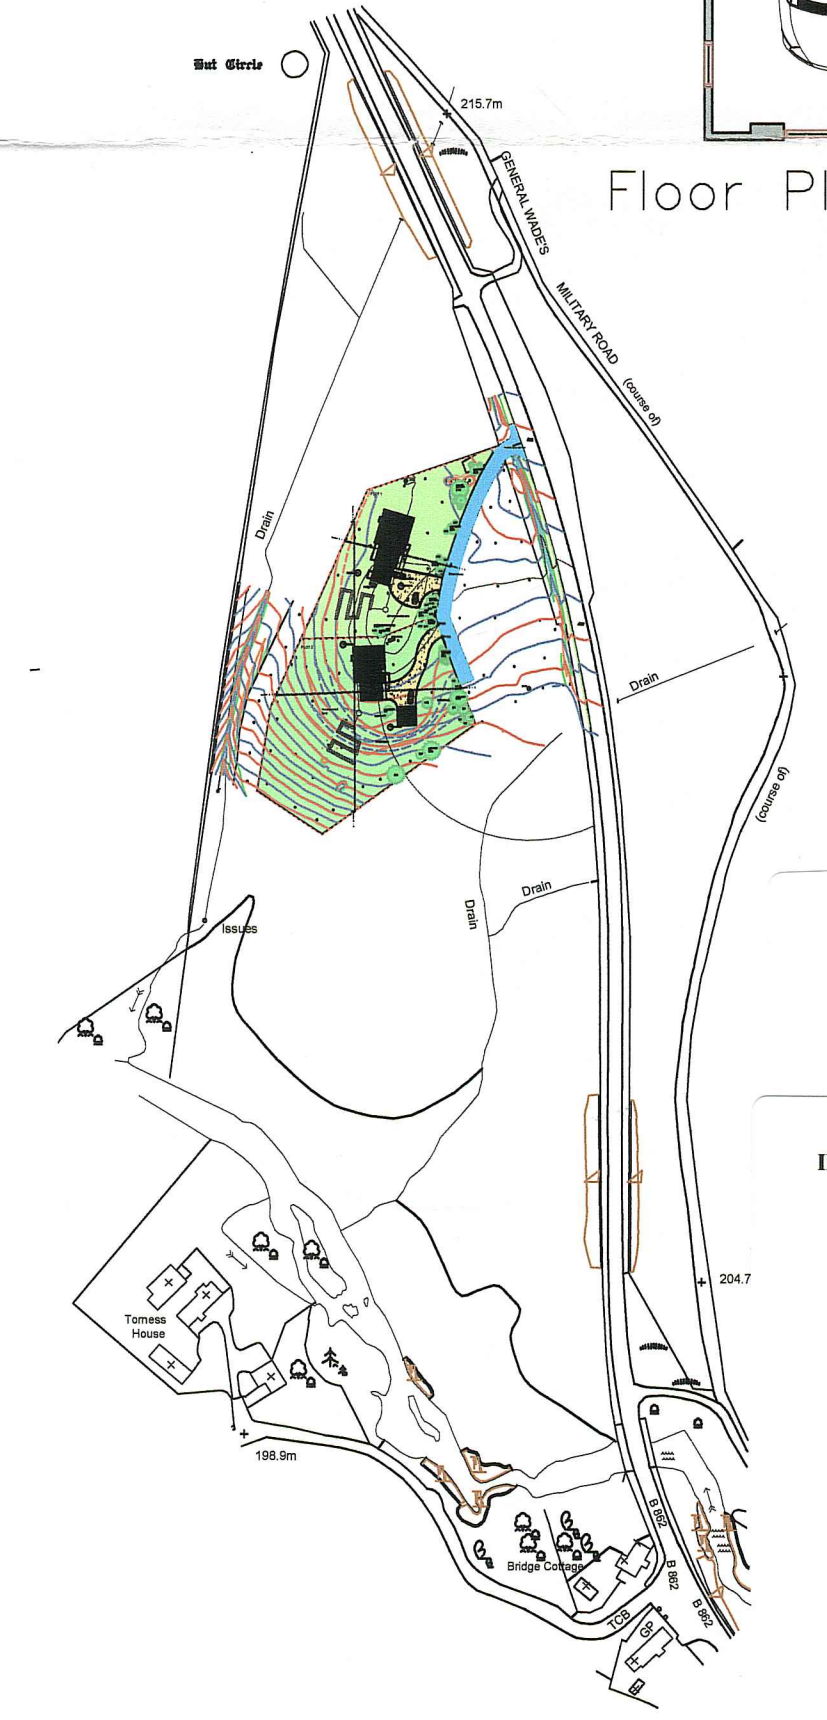 Hut Circle
215.7m
Floor Pl
GENERAL WADE'S
MILITARY ROAD
(course of)
Drain
Drain
(course of)
Drain
Drain
Issues
204.7
Torness
House
198.9m
Bridge Cottage
B 862
B 862
B 862
TCB
GP